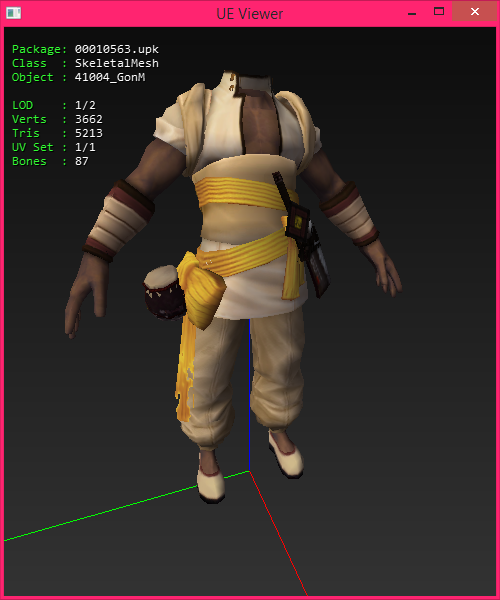 UE Viewer
Package: 00010563.upk
Class  : SkeletalMesh
Object : 41004_GonM
LOD    : 1/2
Verts  : 3662
Tris   : 5213
UV Set : 1/1
Bones  : 87